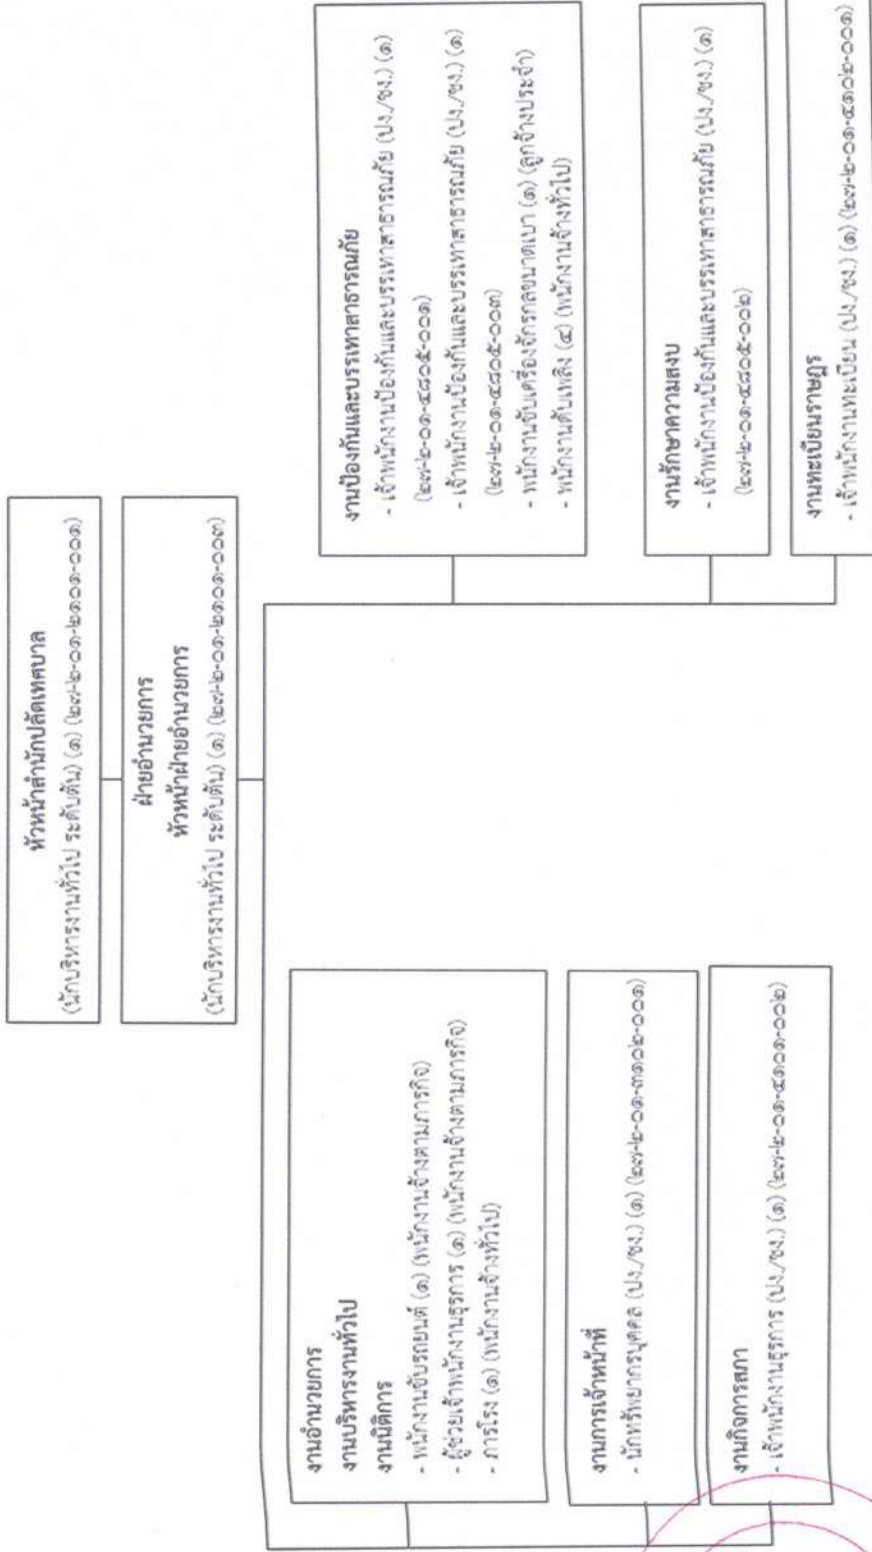 หัวหน้าสำนักปลัดเทศบาล
(นักบริหารงานทั่วไป ระดับต้น) (๑) (๒๗-๒-๐๑-๒๑๐๑-๐๐๑)
ฝ่ายอำนวยการ
หัวหน้าฝ่ายอำนวยการ
(นักบริหารงานทั่วไป ระดับต้น) (๑) (๒๗-๒-๐๑-๒๑๐๑-๐๐๓)
งานอำนวยการ
งานบริหารงานทั่วไป
งานนิติการ
- พนักงานขับรถยนต์ (๑) (พนักงานจ้างตามภารกิจ)
- ผู้ช่วยเจ้าพนักงานธุรการ (๑) (พนักงานจ้างตามภารกิจ)
- ภารโรง (๑) (พนักงานจ้างทั่วไป)
งานการเจ้าหน้าที่
- นักทรัพยากรบุคคล (ปง./ชง.) (๑) (๒๗-๒-๐๑-๓๑๐๒-๐๐๑)
งานกิจการสภา
- เจ้าพนักงานธุรการ (ปง./ชง.) (๑) (๒๗-๒-๐๑-๔๑๐๑-๐๐๒)
งานป้องกันและบรรเทาสาธารณภัย
- เจ้าพนักงานป้องกันและบรรเทาสาธารณภัย (ปง./ชง.) (๑)
(๒๗-๒-๐๑-๔๘๐๕-๐๐๑)
- เจ้าพนักงานป้องกันและบรรเทาสาธารณภัย (ปง./ชง.) (๑)
(๒๗-๒-๐๑-๔๘๐๕-๐๐๓)
- พนักงานขับเครื่องจักรกลขนาดเบา (๑) (ลูกจ้างประจำ)
- พนักงานดับเพลิง (๔) (พนักงานจ้างทั่วไป)
งานรักษาความสงบ
- เจ้าพนักงานป้องกันและบรรเทาสาธารณภัย (ปง./ชง.) (๑)
(๒๗-๒-๐๑-๔๘๐๕-๐๐๒)
งานทะเบียนราษฎร
- เจ้าพนักงานทะเบียน (ปง./ชง.) (๑) (๒๗-๒-๐๑-๔๑๐๒-๐๐๑)